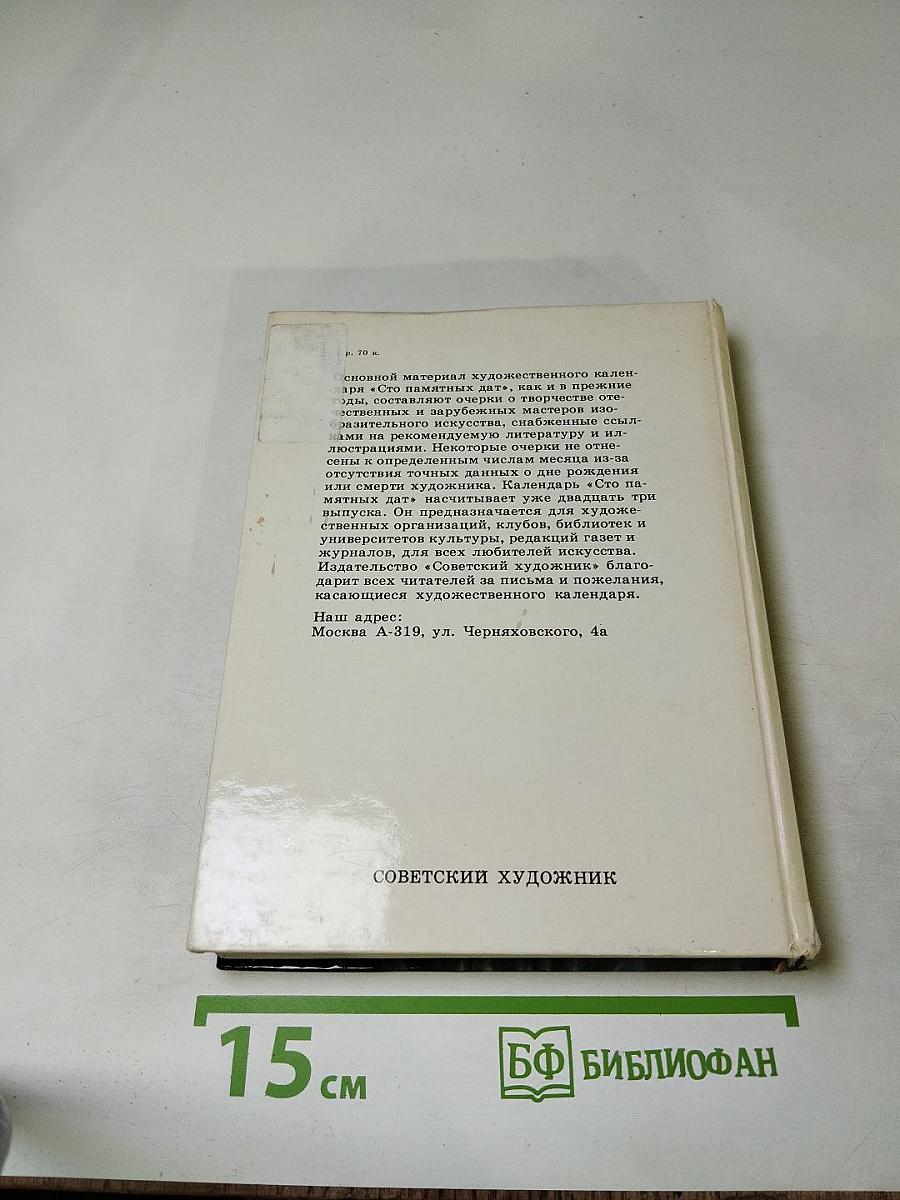 р. 70 к.
Основной материал художественного кален-
даря «Сто памятных дат», как и в прежние
годы, составляют очерки о творчестве оте-
чественных и зарубежных мастеров изо-
бразительного искусства, снабженные ссыл-
ками на рекомендуемую литературу и ил-
люстрациями. Некоторые очерки не отне-
сены к определенным числам месяца из-за
отсутствия точных данных о дне рождения
или смерти художника. Календарь «Сто па-
мятных дат» насчитывает уже двадцать три
выпуска. Он предназначается для художе-
ственных организаций, клубов, библиотек и
университетов культуры, редакций газет и
журналов, для всех любителей искусства.
Издательство «Советский художник» благо-
дарит всех читателей за письма и пожелания,
касающиеся художественного календаря.
Наш адрес:
Москва А-319, ул. Черняховского, 4а
СОВЕТСКИЙ ХУДОЖНИК
15 см
БФ БИБЛИОФАН